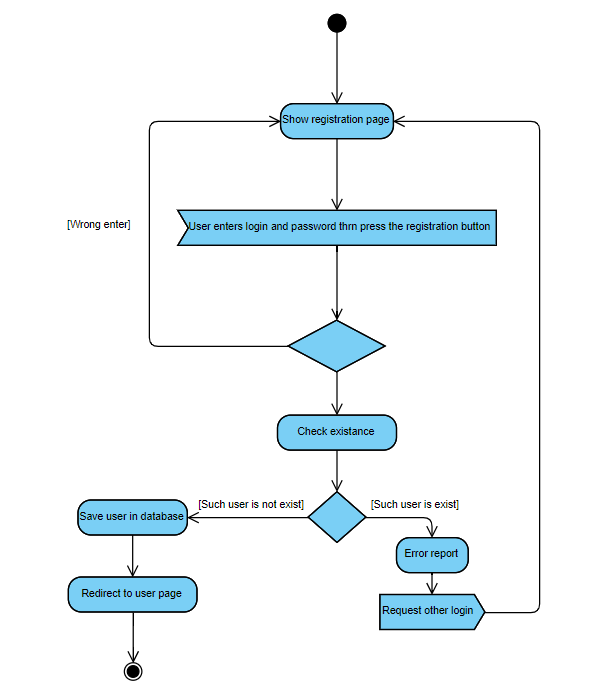 Show registration page
[Wrong enter]
User enters login and password thrn press the registration button
Check existance
[Such user is not exist]
[Such user is exist]
Save user in database
Error report
Redirect to user page
Request other login